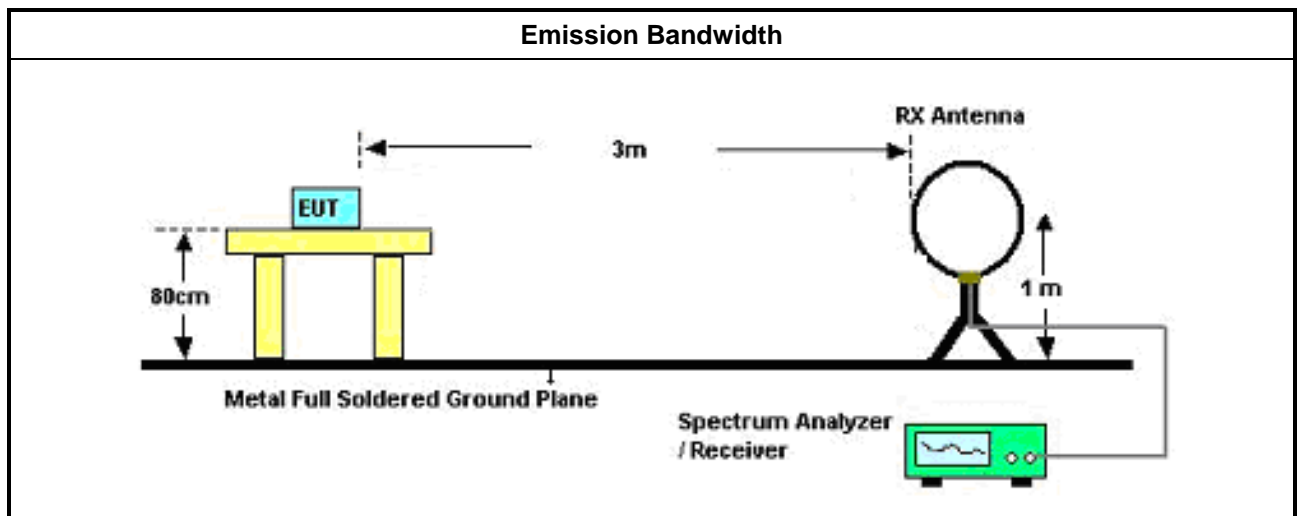 Emission Bandwidth
RX Antenna
3m
EUT
80cm
1 m
Metal Full Soldered Ground Plane
Spectrum Analyzer
/ Receiver